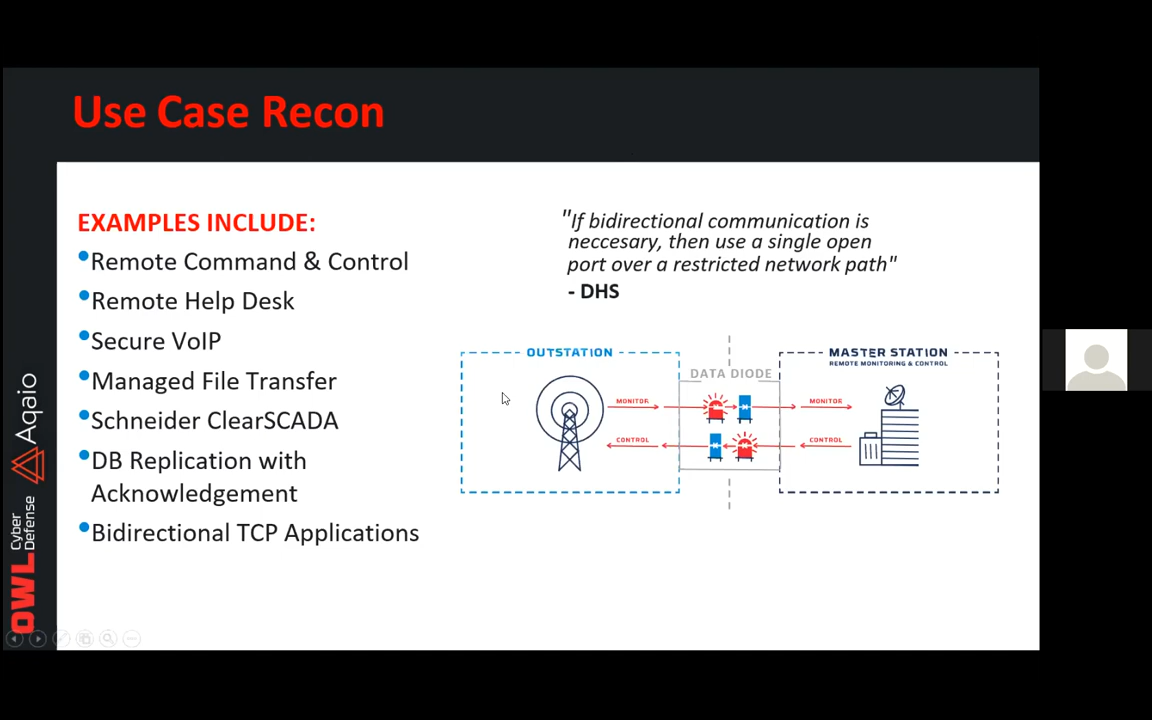 Use Case Recon
EXAMPLES INCLUDE:
•Remote Command & Control
•Remote Help Desk
•Secure VoIP
•Managed File Transfer
•Schneider ClearSCADA
•DB Replication with
Acknowledgement
•Bidirectional TCP Applications
"If bidirectional communication is
neccesary, then use a single open
port over a restricted network path"
- DHS
OUTSTATION
DATA DIODE
MASTER STATION
REMOTE MONITORING & CONTROL
MONITOR
MONITOR
CONTROL
CONTROL
OWL Cyber
Defense
Aqaio